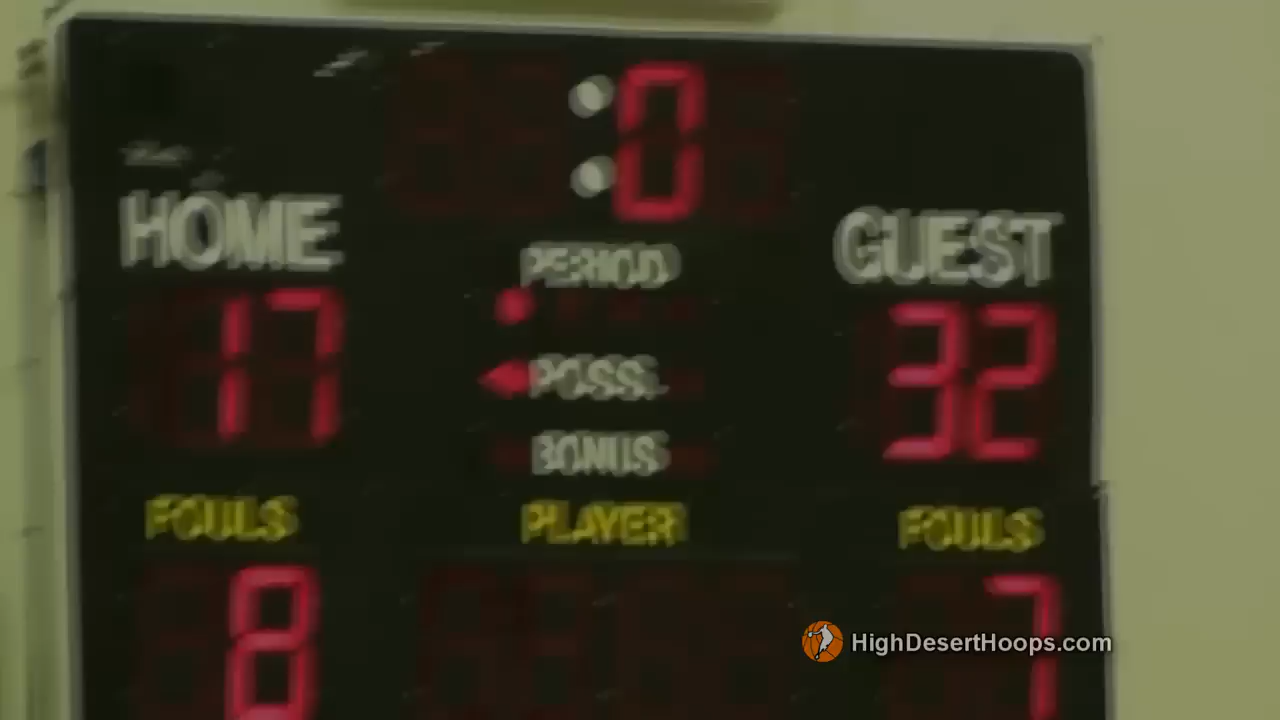 :0
HOME PERIOD GUEST
17 32
POSS.
BONUS
FOULS PLAYER FOULS
8 7
HighDesertHoops.com